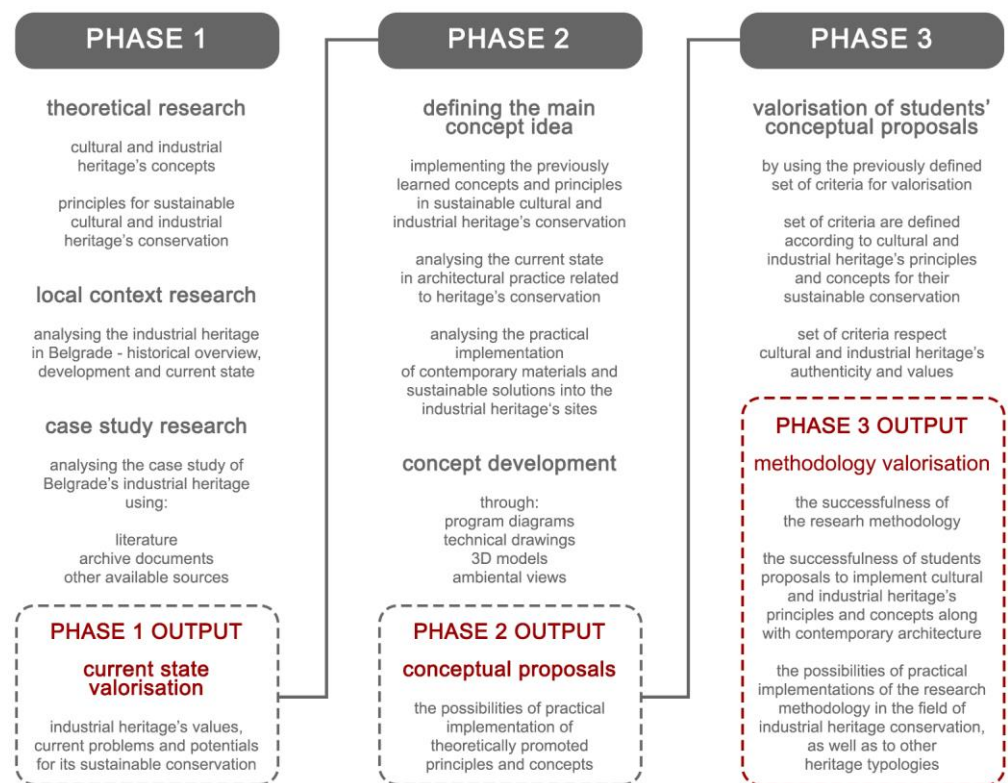 PHASE 1
theoretical research
cultural and industrial
heritage's concepts
principles for sustainable
cultural and industrial
heritage's conservation
local context research
analysing the industrial heritage
in Belgrade - historical overview,
development and current state
case study research
analysing the case study of
Belgrade's industrial heritage
using:
literature
archive documents
other available sources
PHASE 1 OUTPUT
current state
valorisation
industrial heritage's values,
current problems and potentials
for its sustainable conservation
PHASE 2
defining the main
concept idea
implementing the previously
learned concepts and principles
in sustainable cultural and
industrial heritage's conservation
analysing the current state
in architectural practice related
to heritage's conservation
analysing the practical
implementation
of contemporary materials and
sustainable solutions into the
industrial heritage's sites
concept development
through:
program diagrams
technical drawings
3D models
ambiental views
PHASE 2 OUTPUT
conceptual proposals
the possibilities of practical
implementation of
theoretically promoted
principles and concepts
PHASE 3
valorisation of students'
conceptual proposals
by using the previously defined
set of criteria for valorisation
set of criteria are defined
according to cultural and
industrial heritage's principles
and concepts for their
sustainable conservation
set of criteria respect
cultural and industrial heritage's
authenticity and values
PHASE 3 OUTPUT
methodology valorisation
the successfulness of
the researh methodology
the successfulness of students
proposals to implement cultural
and industrial heritage's
principles and concepts along
with contemporary architecture
the possibilities of practical
implementations of the research
methodology in the field of
industrial heritage conservation,
as well as to other
heritage typologies